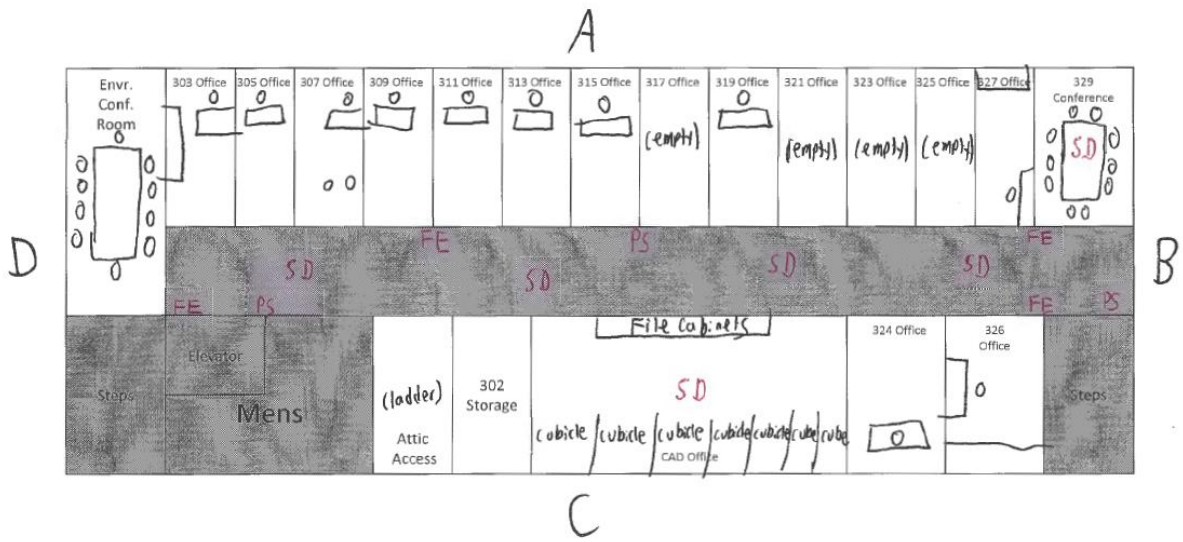 A
Envr.
Conf.
Room
303 Office
305 Office
307 Office
309 Office
311 Office
313 Office
315 Office
317 Office
(empty)
319 Office
321 Office
(empty)
323 Office
(empty)
325 Office
(empty)
327 Office
329
Conference
SD
D
B
FE
PS
FE
SD
SD
SD
SD
FE
PS
FE
PS
Steps
Elevator
Mens
(ladder)
Attic
Access
302
Storage
File Cabinets
SD
cubicle cubicle cubicle cubicle cubicle cube cube
CAD Office
324 Office
326
Office
Steps
C